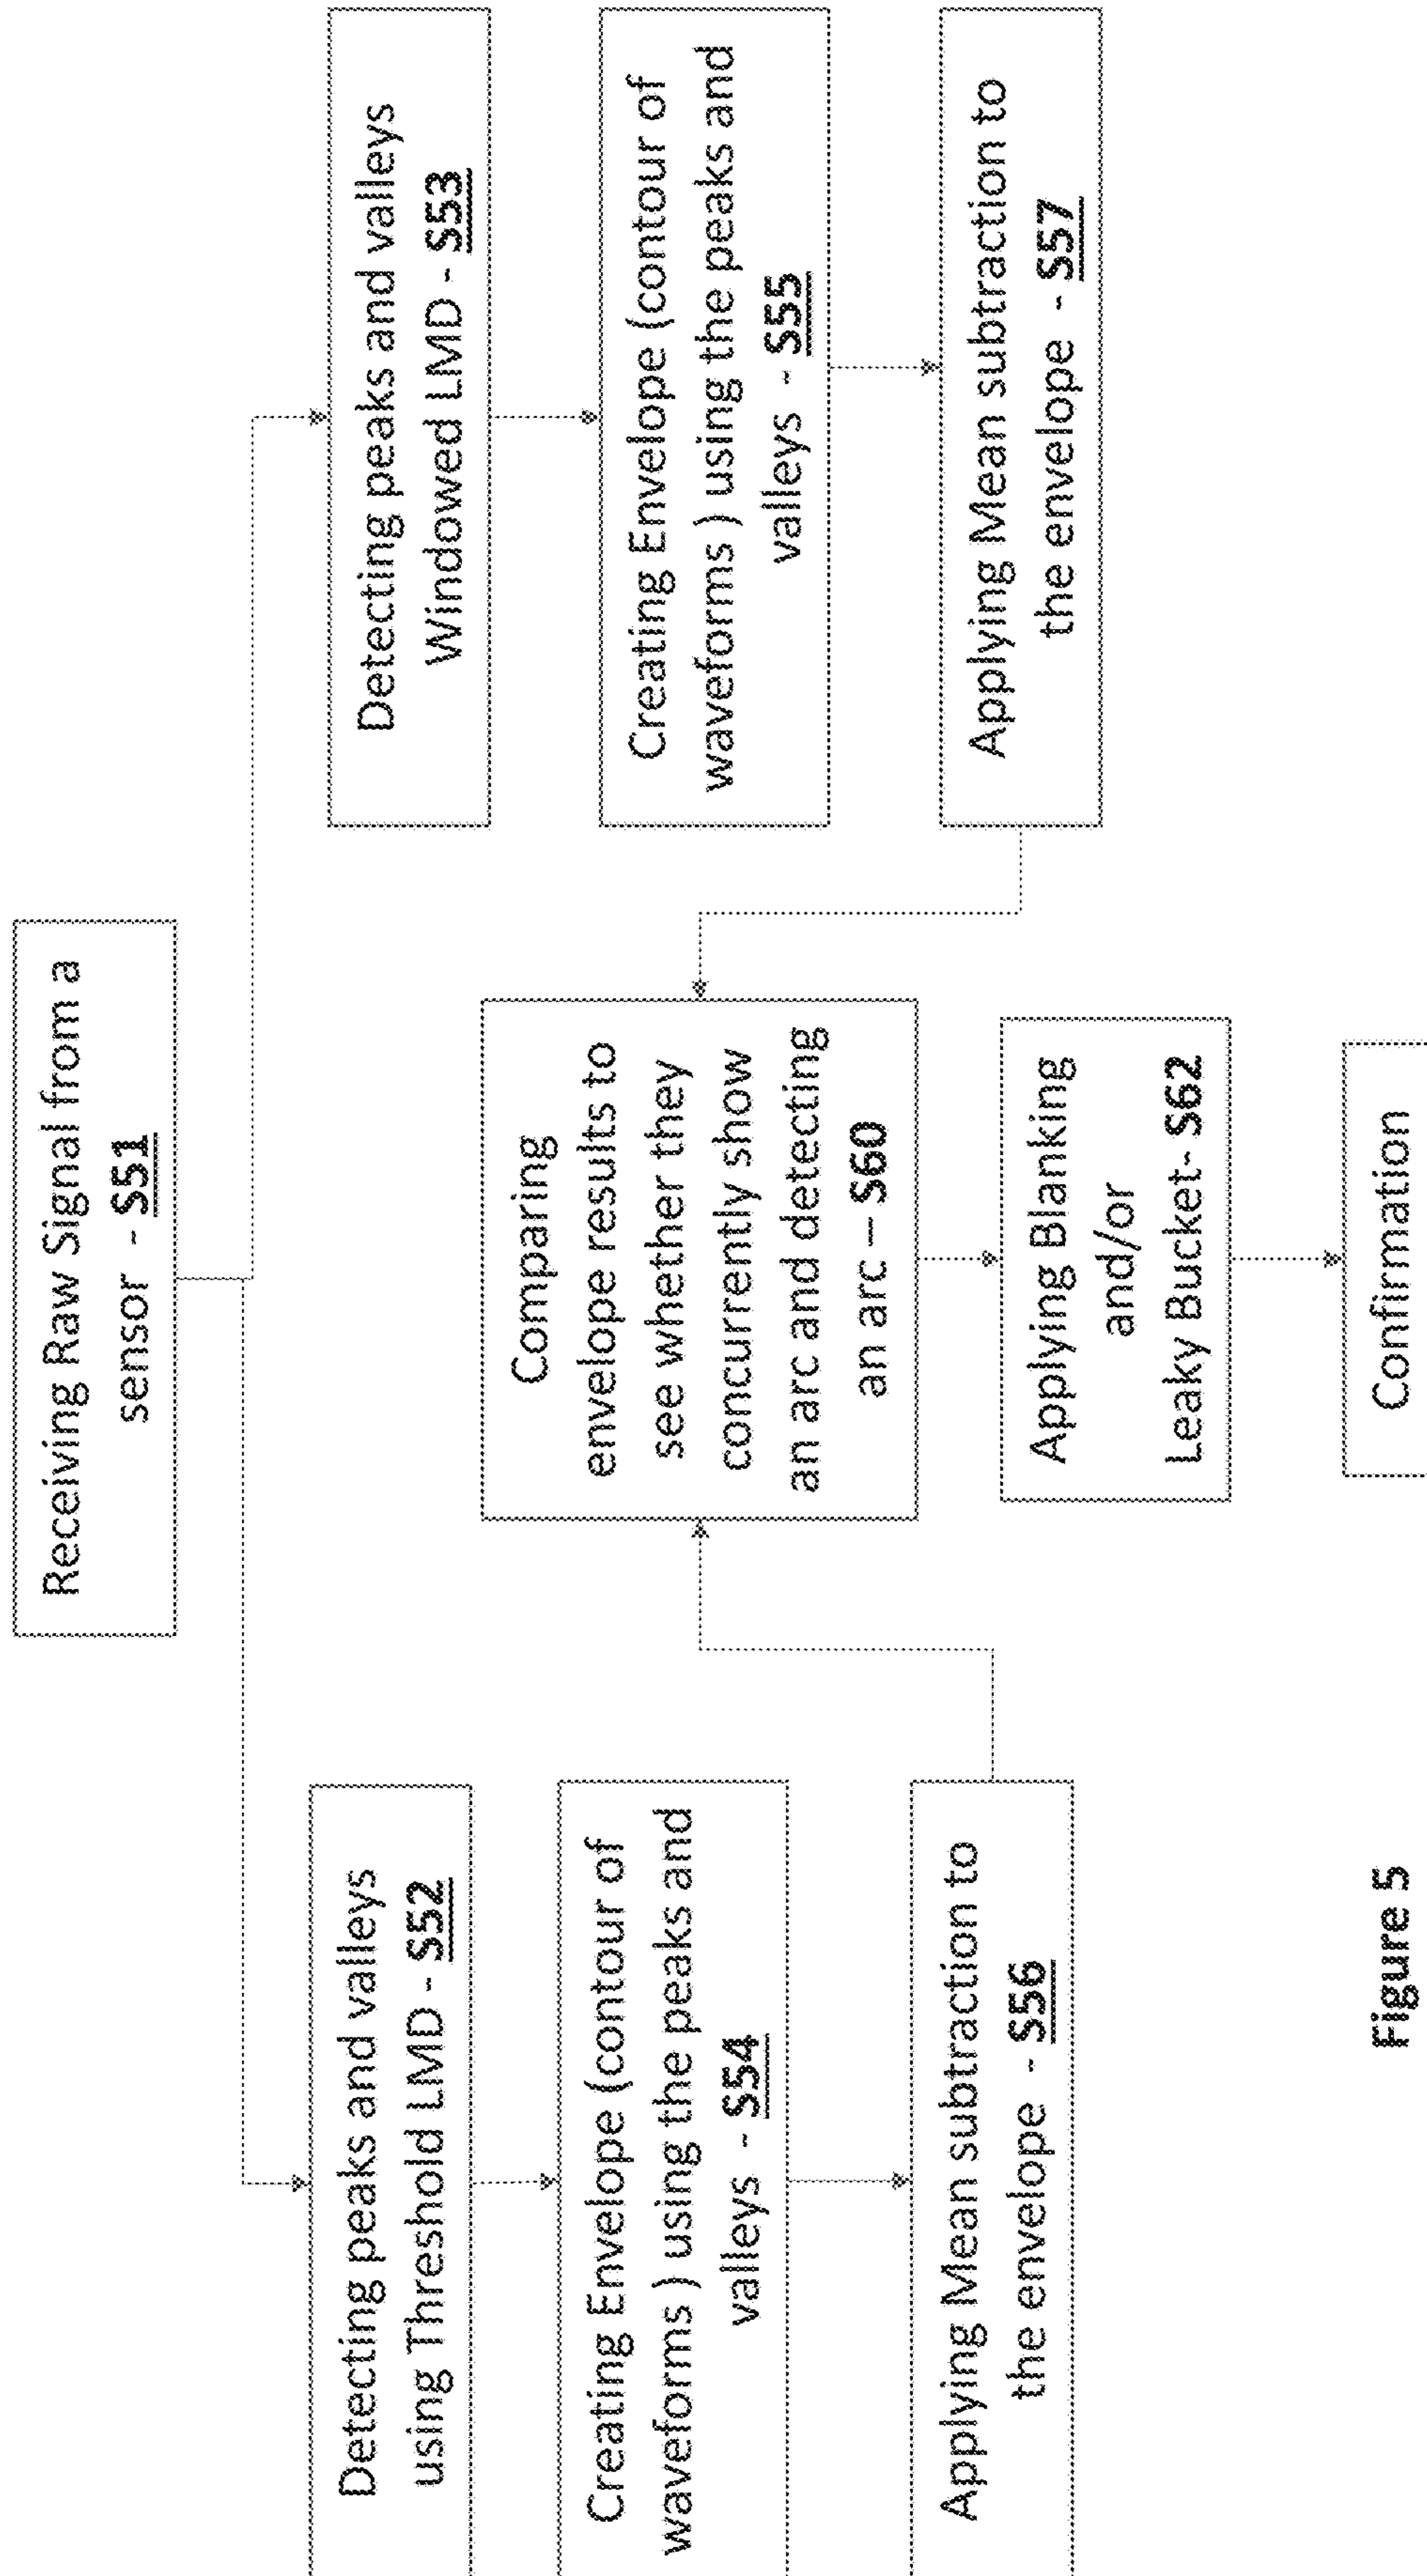 Receiving Raw Signal from a
sensor - S51
Detecting peaks and valleys
using Threshold LMD - S52
Creating Envelope (contour of
waveforms ) using the peaks and
valleys - S54
Applying Mean subtraction to
the envelope - S56
Detecting peaks and valleys
Windowed LMD - S53
Creating Envelope (contour of
waveforms ) using the peaks and
valleys - S55
Applying Mean subtraction to
the envelope - S57
Comparing
envelope results to
see whether they
concurrently show
an arc and detecting
an arc – S60
Applying Blanking
and/or
Leaky Bucket- S62
Confirmation
Figure 5